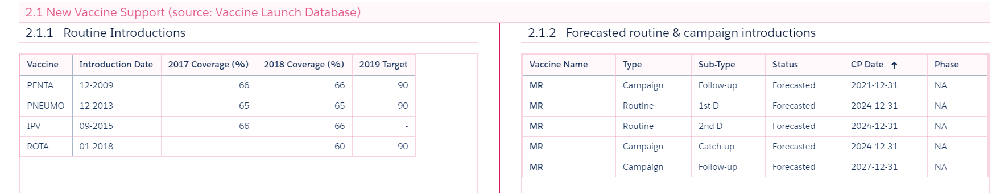 2.1 New Vaccine Support (source: Vaccine Launch Database)
2.1.1 - Routine Introductions
Vaccine Introduction Date 2017 Coverage (%) 2018 Coverage (%) 2019 Target
PENTA 12-2009 66 66 90
PNEUMO 12-2013 65 65 90
IPV 09-2015 66 66 -
ROTA 01-2018 - 60 90
2.1.2 - Forecasted routine & campaign introductions
Vaccine Name Type Sub-Type Status CP Date ↑ Phase
MR Campaign Follow-up Forecasted 2021-12-31 NA
MR Routine 1st D Forecasted 2024-12-31 NA
MR Routine 2nd D Forecasted 2024-12-31 NA
MR Campaign Catch-up Forecasted 2024-12-31 NA
MR Campaign Follow-up Forecasted 2027-12-31 NA